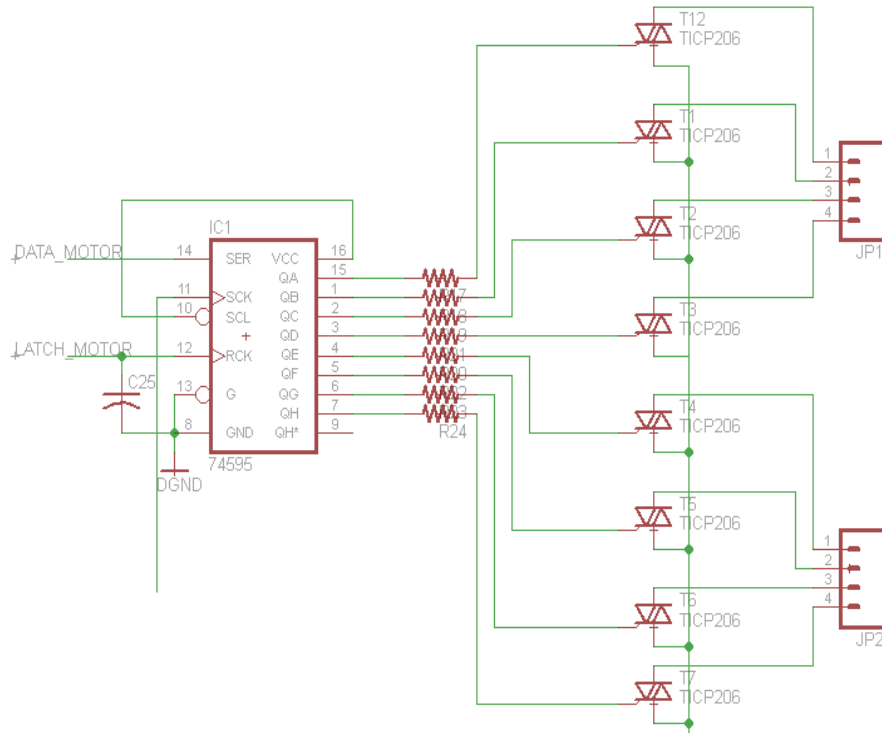 T12
TICP206
T1
TICP206
1
2
3
4
JP1
T2
TICP206
T3
TICP206
IC1
DATA_MOTOR
14
SER
VCC
16
QA
15
11
SCK
QB
1
10
SCL
QC
2
QD
3
LATCH_MOTOR
12
RCK
QE
4
QF
5
C25
13
G
QG
6
QH
7
8
GND
QH*
9
R24
74595
DGND
T4
TICP206
T5
TICP206
1
2
3
4
JP2
T6
TICP206
T7
TICP206